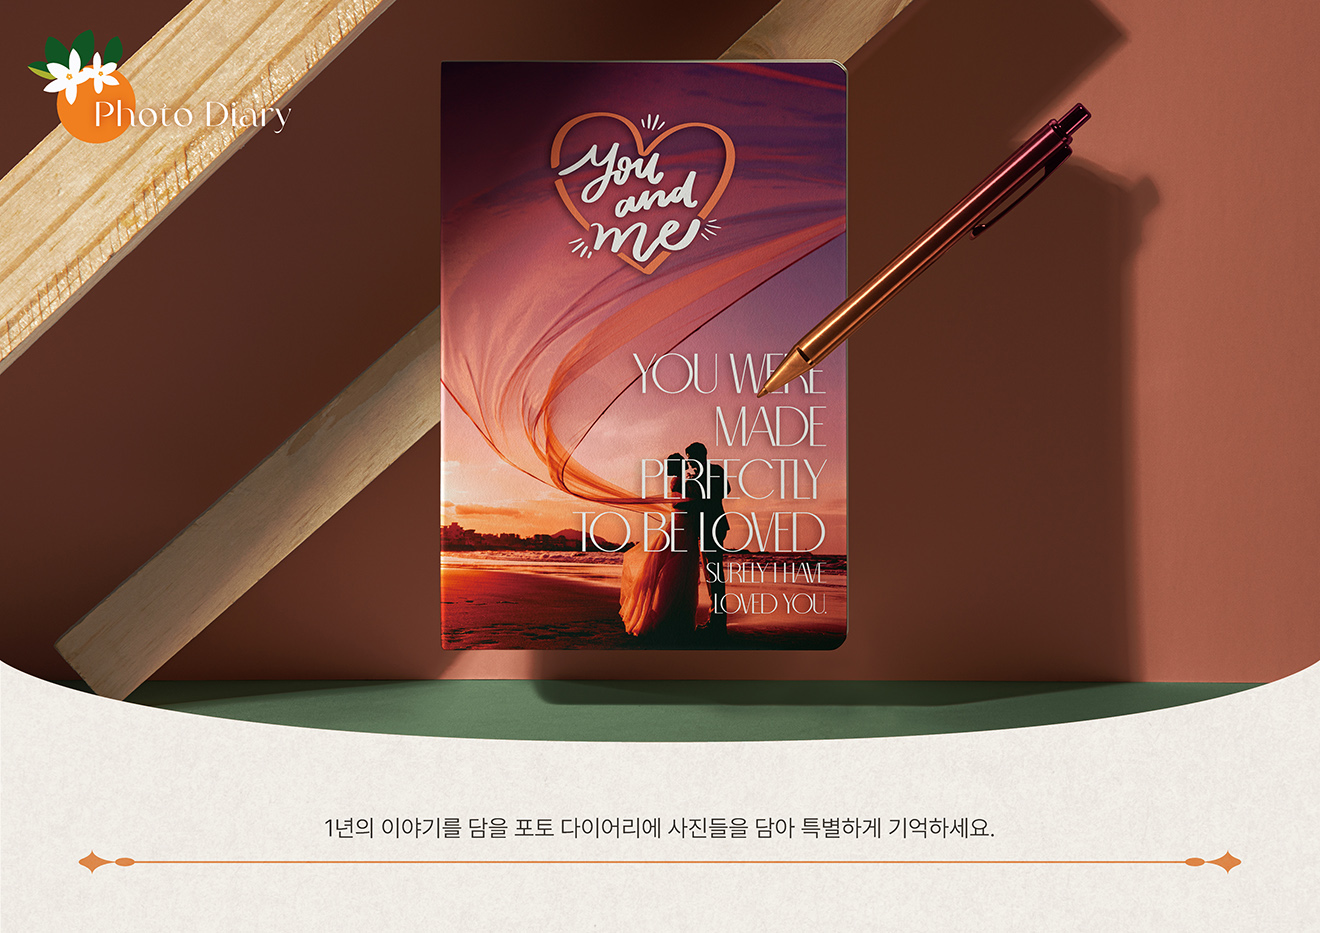 Photo Diary
You
and
me
YOU WERE
MADE
PERFECTLY
TO BE LOVED
SURELY I HAVE
LOVED YOU.
1년의 이야기를 담을 포토 다이어리에 사진들을 담아 특별하게 기억하세요.